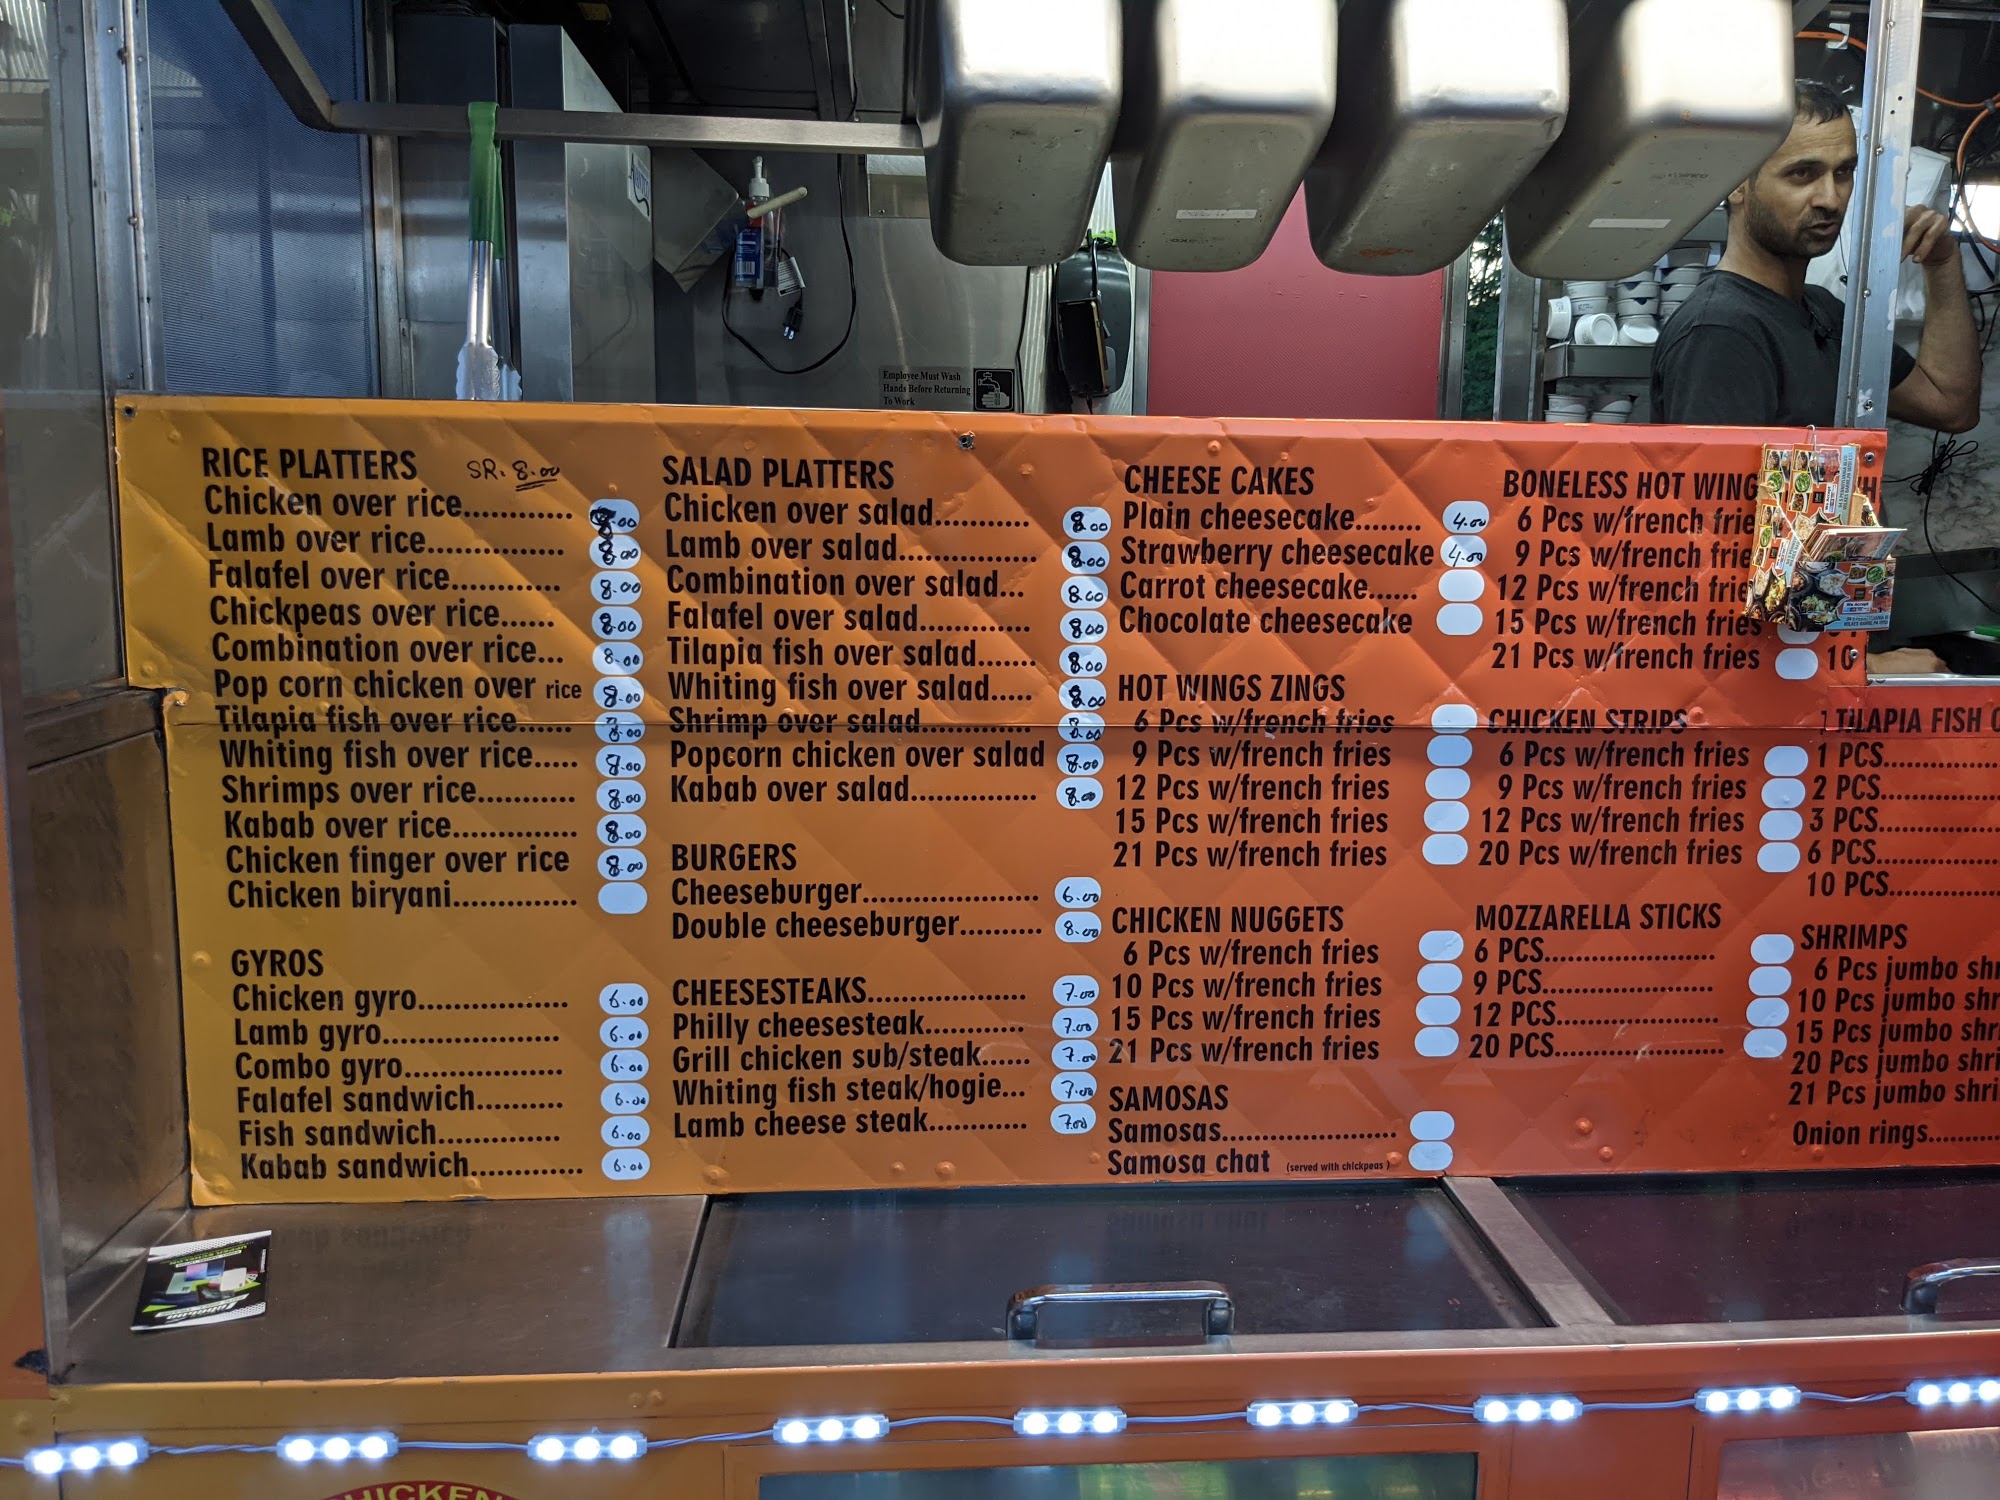 Employee Must Wash
Hands Before Returning
To Work
RICE PLATTERS SR. 8.00
Chicken over rice............ 8.00
Lamb over rice............... 8.00
Falafel over rice............ 8.00
Chickpeas over rice....... 8.00
Combination over rice... 8.00
Pop corn chicken over rice 8.00
Tilapia fish over rice...... 8.00
Whiting fish over rice..... 8.00
Shrimps over rice........... 8.00
Kabab over rice.............. 8.00
Chicken finger over rice 8.00
Chicken biryani..............
GYROS
Chicken gyro................. 6.00
Lamb gyro.................... 6.00
Combo gyro.................. 6.00
Falafel sandwich.......... 6.00
Fish sandwich.............. 6.00
Kabab sandwich............. 6.00
SALAD PLATTERS
Chicken over salad........... 8.00
Lamb over salad................ 8.00
Combination over salad... 8.00
Falafel over salad............. 8.00
Tilapia fish over salad....... 8.00
Whiting fish over salad..... 8.00
Shrimp over salad............. 8.00
Popcorn chicken over salad 8.00
Kabab over salad............... 8.00
BURGERS
Cheeseburger..................... 6.00
Double cheeseburger.......... 8.00
CHEESESTEAKS................... 7.00
Philly cheesesteak............ 7.00
Grill chicken sub/steak...... 7.00
Whiting fish steak/hogie... 7.00
Lamb cheese steak............ 7.00
CHEESE CAKES
Plain cheesecake......... 4.00
Strawberry cheesecake 4.00
Carrot cheesecake......
Chocolate cheesecake
HOT WINGS ZINGS
6 Pcs w/french fries
9 Pcs w/french fries
12 Pcs w/french fries
15 Pcs w/french fries
21 Pcs w/french fries
CHICKEN NUGGETS
6 Pcs w/french fries
10 Pcs w/french fries
15 Pcs w/french fries
21 Pcs w/french fries
SAMOSAS
Samosas.......................
Samosa chat (served with chickpeas )
BONELESS HOT WING
6 Pcs w/french frie
9 Pcs w/french frie
12 Pcs w/french frie
15 Pcs w/french fries
21 Pcs w/french fries 10
CHICKEN STRIPS
6 Pcs w/french fries
9 Pcs w/french fries
12 Pcs w/french fries
20 Pcs w/french fries
MOZZARELLA STICKS
6 PCS.......................
9 PCS.......................
12 PCS.....................
20 PCS.....................
TILAPIA FISH
1 PCS................
2 PCS................
3 PCS................
6 PCS................
10 PCS...............
SHRIMPS
6 Pcs jumbo shr
10 Pcs jumbo shr
15 Pcs jumbo shr
20 Pcs jumbo shri
21 Pcs jumbo shri
Onion rings.........
CHICKEN